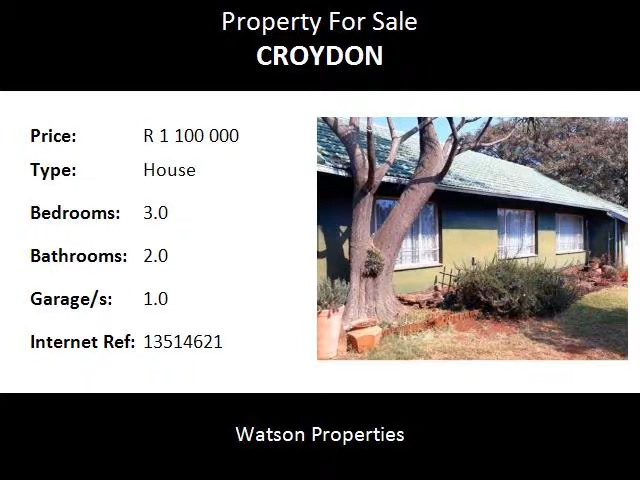 Property For Sale
CROYDON
Price: R 1 100 000
Type: House
Bedrooms: 3.0
Bathrooms: 2.0
Garage/s: 1.0
Internet Ref: 13514621
Watson Properties